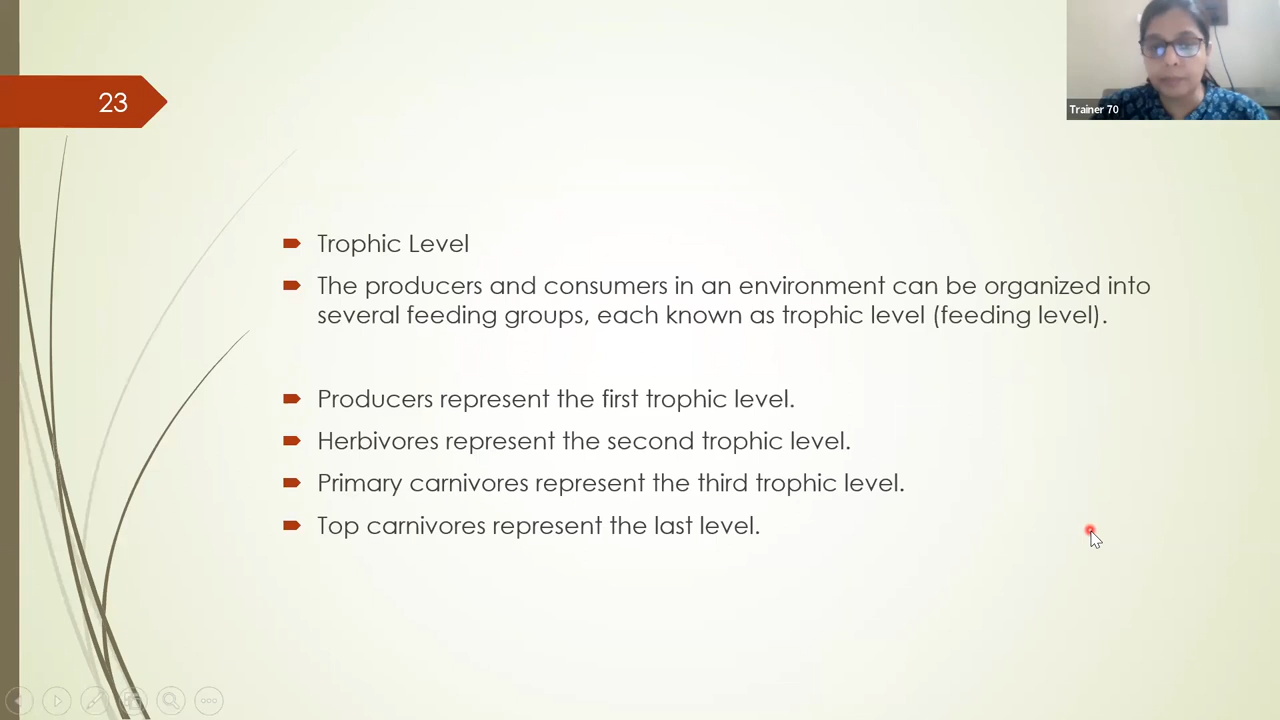 23
Trainer 70
Trophic Level
The producers and consumers in an environment can be organized into
several feeding groups, each known as trophic level (feeding level).
Producers represent the first trophic level.
Herbivores represent the second trophic level.
Primary carnivores represent the third trophic level.
Top carnivores represent the last level.